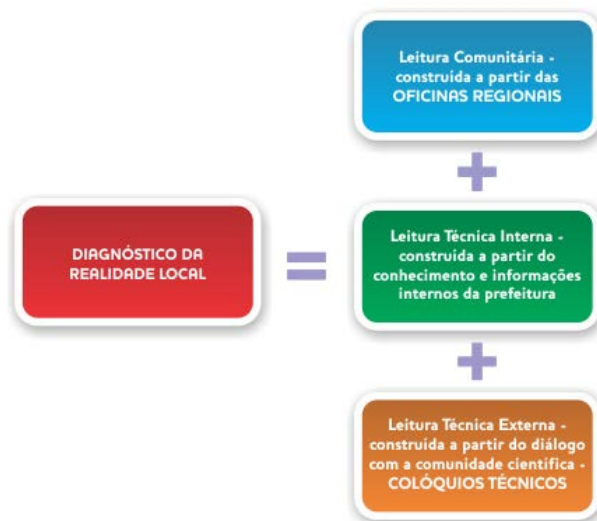 Leitura Comunitária -
construída a partir das
OFICINAS REGIONAIS
+
DIAGNÓSTICO DA
REALIDADE LOCAL
=
Leitura Técnica Interna -
construída a partir do
conhecimento e informações
internos da prefeitura
+
Leitura Técnica Externa -
construída a partir do diálogo
com a comunidade científica -
COLÓQUIOS TÉCNICOS